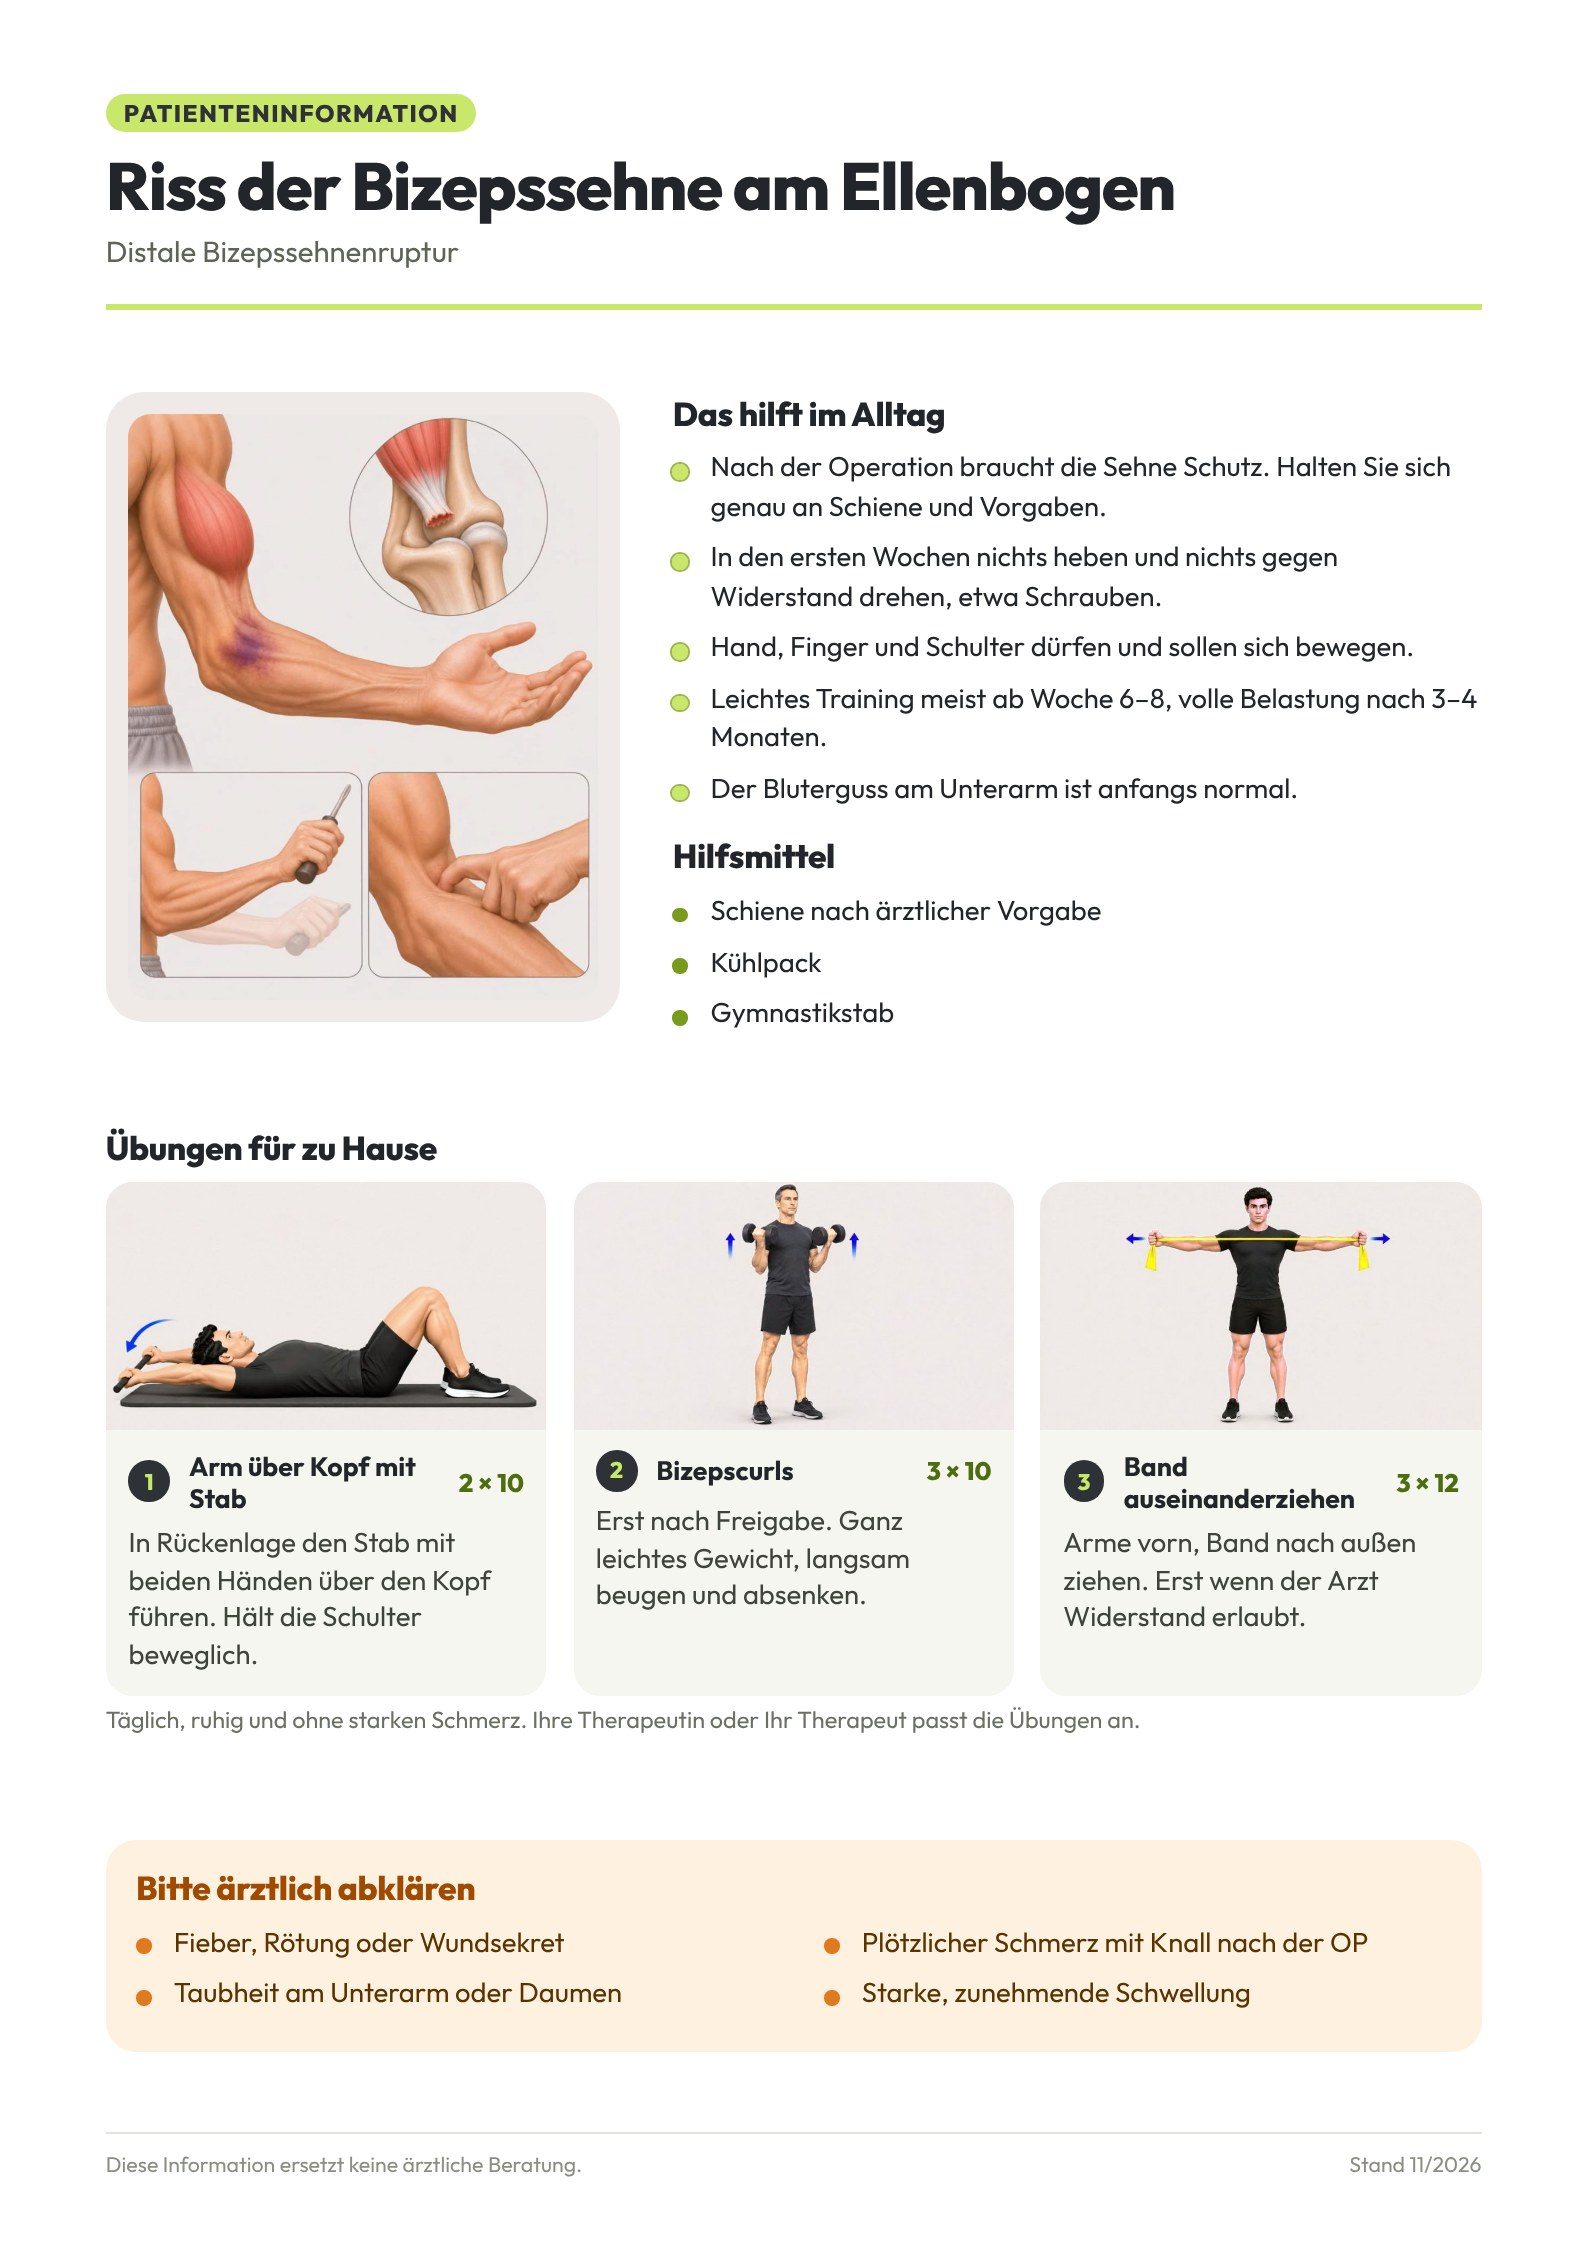 PATIENTENINFORMATION
Riss der Bizepssehne am Ellenbogen
Distale Bizepssehnenruptur
Das hilft im Alltag
Nach der Operation braucht die Sehne Schutz. Halten Sie sich
genau an Schiene und Vorgaben.
In den ersten Wochen nichts heben und nichts gegen
Widerstand drehen, etwa Schrauben.
Hand, Finger und Schulter dürfen und sollen sich bewegen.
Leichtes Training meist ab Woche 6–8, volle Belastung nach 3–4
Monaten.
Der Bluterguss am Unterarm ist anfangs normal.
Hilfsmittel
Schiene nach ärztlicher Vorgabe
Kühlpack
Gymnastikstab
Übungen für zu Hause
1 Arm über Kopf mit
Stab
2 × 10
In Rückenlage den Stab mit
beiden Händen über den Kopf
führen. Hält die Schulter
beweglich.
2 Bizepscurls 3 × 10
Erst nach Freigabe. Ganz
leichtes Gewicht, langsam
beugen und absenken.
3 Band
auseinanderziehen
3 × 12
Arme vorn, Band nach außen
ziehen. Erst wenn der Arzt
Widerstand erlaubt.
Täglich, ruhig und ohne starken Schmerz. Ihre Therapeutin oder Ihr Therapeut passt die Übungen an.
Bitte ärztlich abklären
Fieber, Rötung oder Wundsekret
Plötzlicher Schmerz mit Knall nach der OP
Taubheit am Unterarm oder Daumen
Starke, zunehmende Schwellung
Diese Information ersetzt keine ärztliche Beratung.
Stand 11/2026